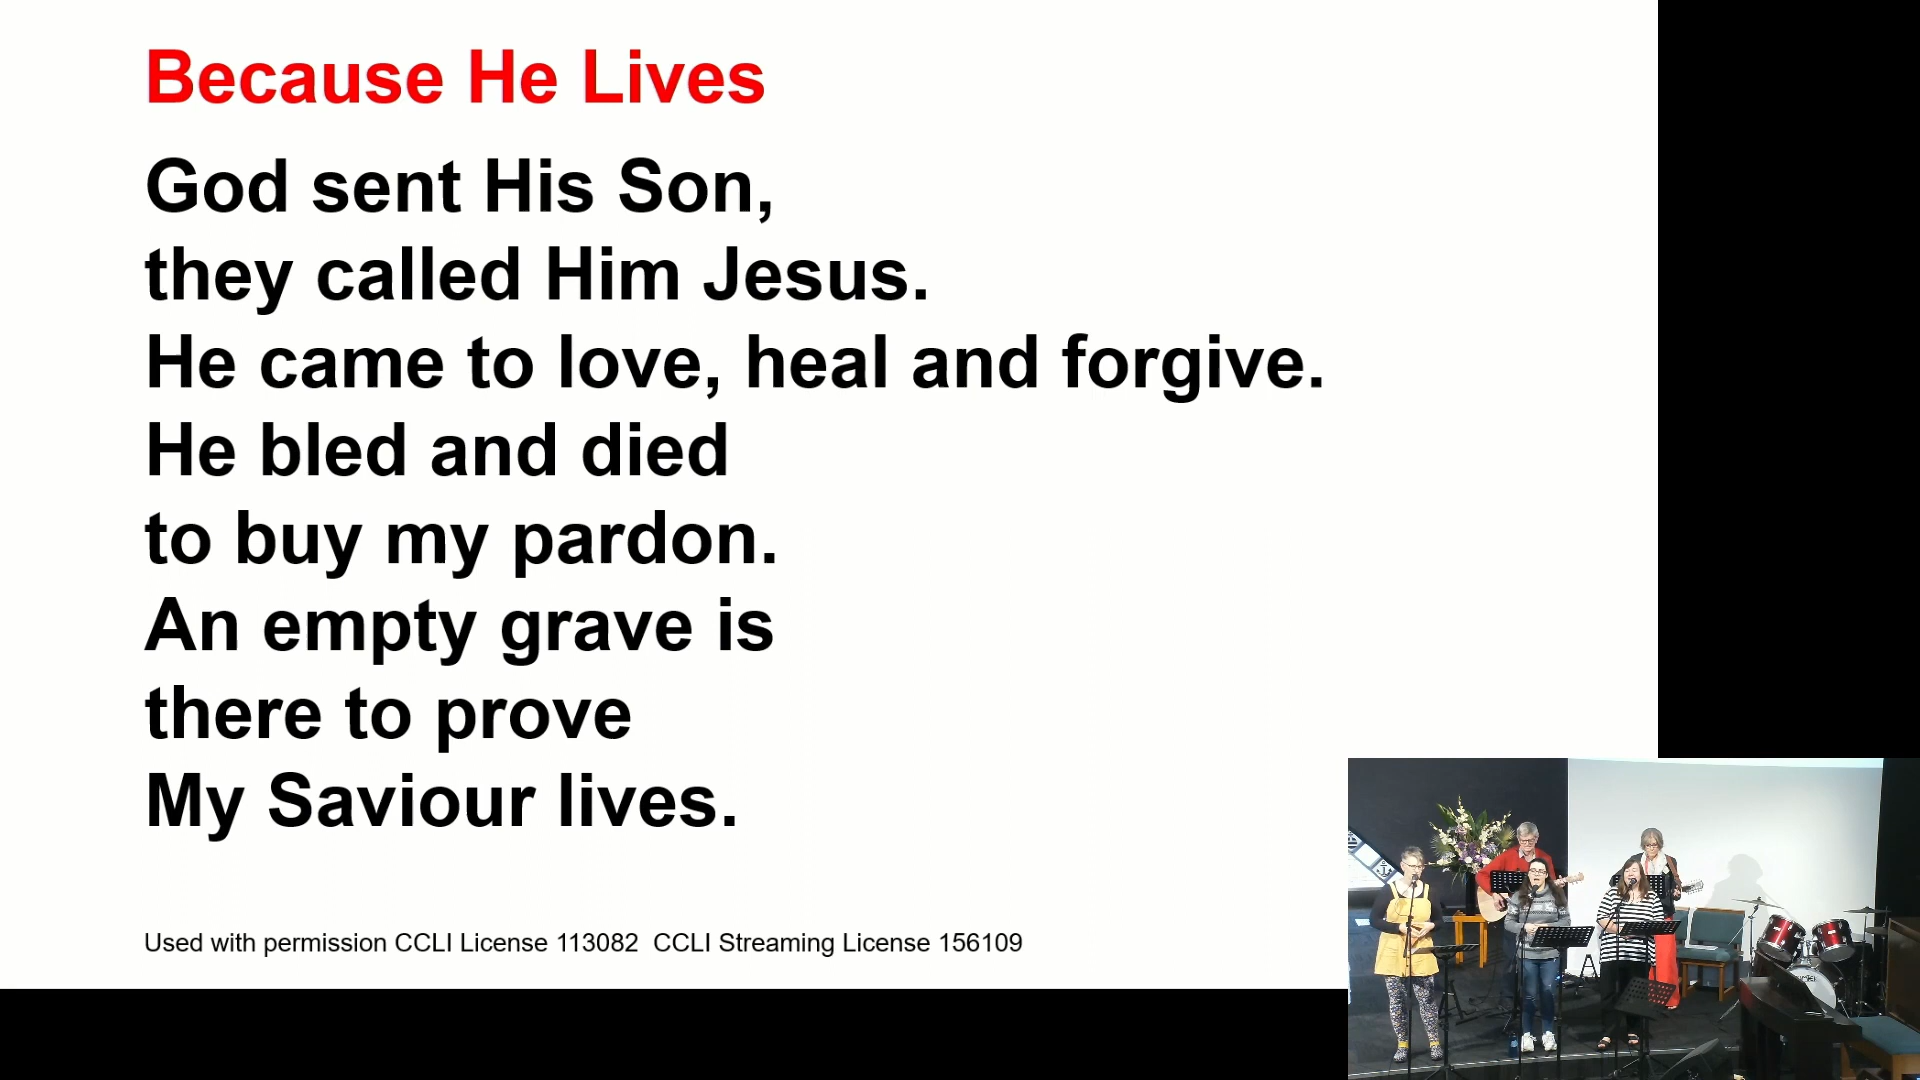 Because He Lives
God sent His Son,
they called Him Jesus.
He came to love, heal and forgive.
He bled and died
to buy my pardon.
An empty grave is
there to prove
My Saviour lives.
Used with permission CCLI License 113082  CCLI Streaming License 156109